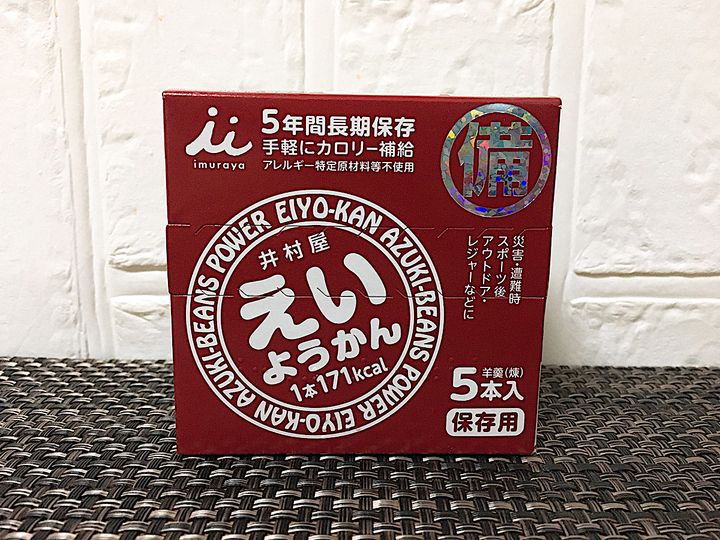 imuraya
5年間長期保存
手軽にカロリー補給
アレルギー特定原材料等不使用
備
AZUKI-BEANS POWER EIYO-KAN AZUKI-BEANS POWER EIYO-KAN
井村屋
えい
ようかん
1本171kcal
災害・遭難時
スポーツ後
アウトドア・
レジャーなどに
羊羹(煉)
5本入
保存用